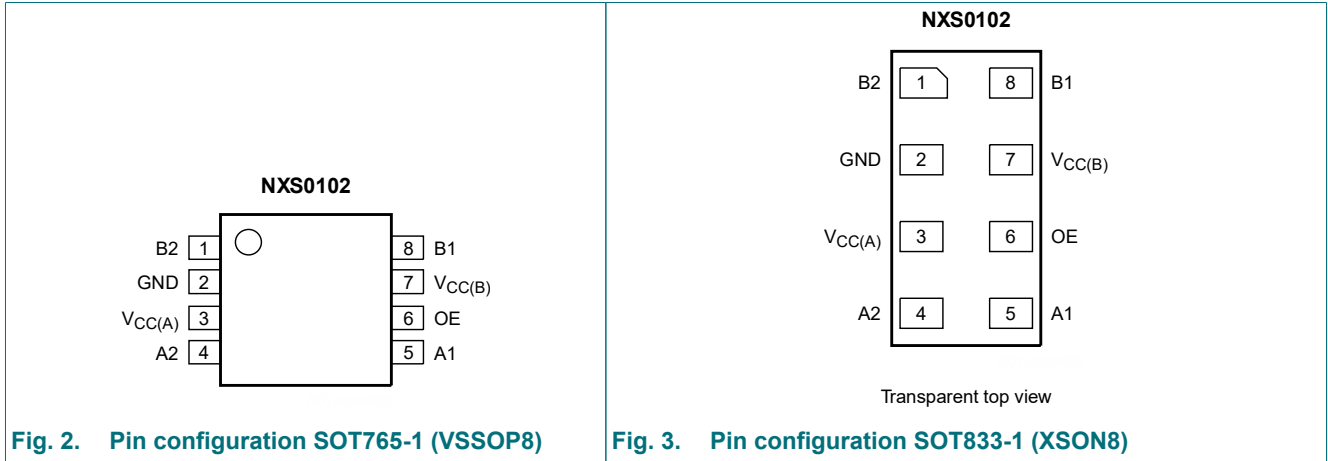 NXS0102
B2 1 8 B1
GND 2 7 VCC(B)
VCC(A) 3 6 OE
A2 4 5 A1
Fig. 2. Pin configuration SOT765-1 (VSSOP8)
NXS0102
B2 1 8 B1
GND 2 7 VCC(B)
VCC(A) 3 6 OE
A2 4 5 A1
Transparent top view
Fig. 3. Pin configuration SOT833-1 (XSON8)